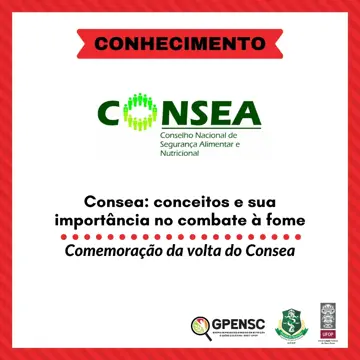 CONHECIMENTO
CONSEA
Conselho Nacional de
Segurança Alimentar e
Nutricional
Consea: conceitos e sua
importância no combate à fome
Comemoração da volta do Consea
GPENSC
UFOP